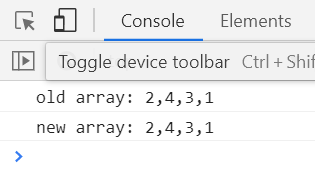 Console Elements
Toggle device toolbar Ctrl+Shif
old array: 2,4,3,1
new array: 2,4,3,1